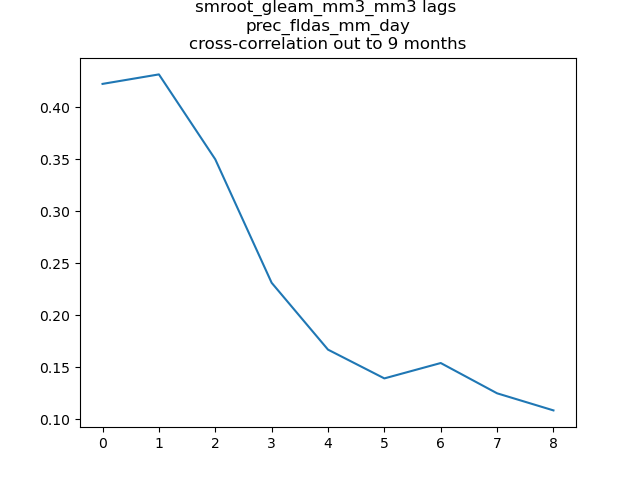 smroot_gleam_mm3_mm3 lags
prec_fldas_mm_day
cross-correlation out to 9 months
0.40
0.35
0.30
0.25
0.20
0.15
0.10
0 1 2 3 4 5 6 7 8